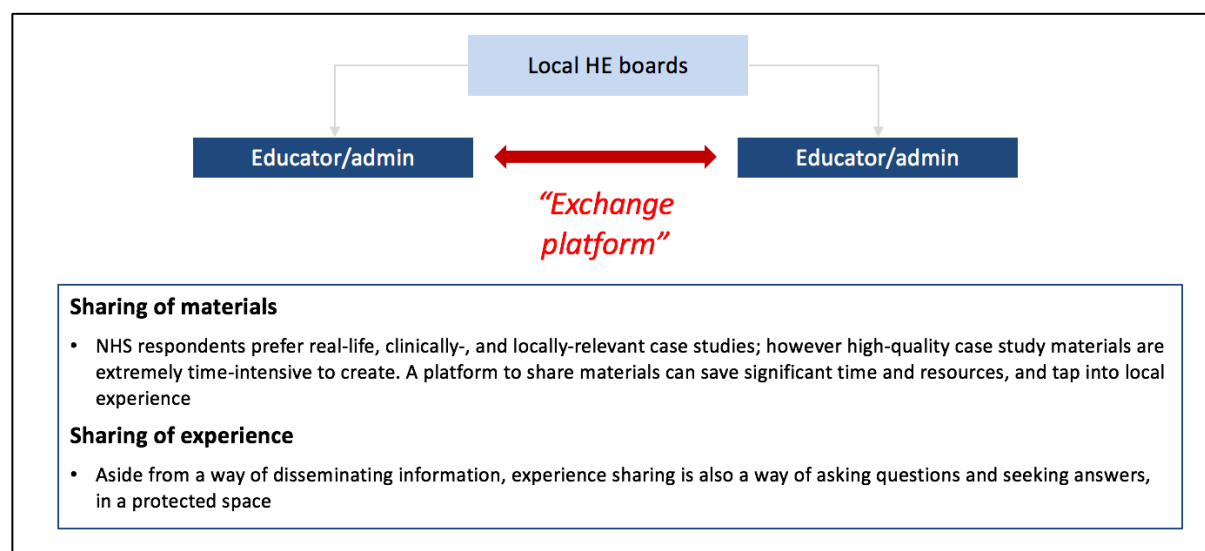 Local HE boards
Educator/admin
Educator/admin
“Exchange
platform”
Sharing of materials
• NHS respondents prefer real-life, clinically-, and locally-relevant case studies; however high-quality case study materials are
extremely time-intensive to create. A platform to share materials can save significant time and resources, and tap into local
experience
Sharing of experience
• Aside from a way of disseminating information, experience sharing is also a way of asking questions and seeking answers,
in a protected space